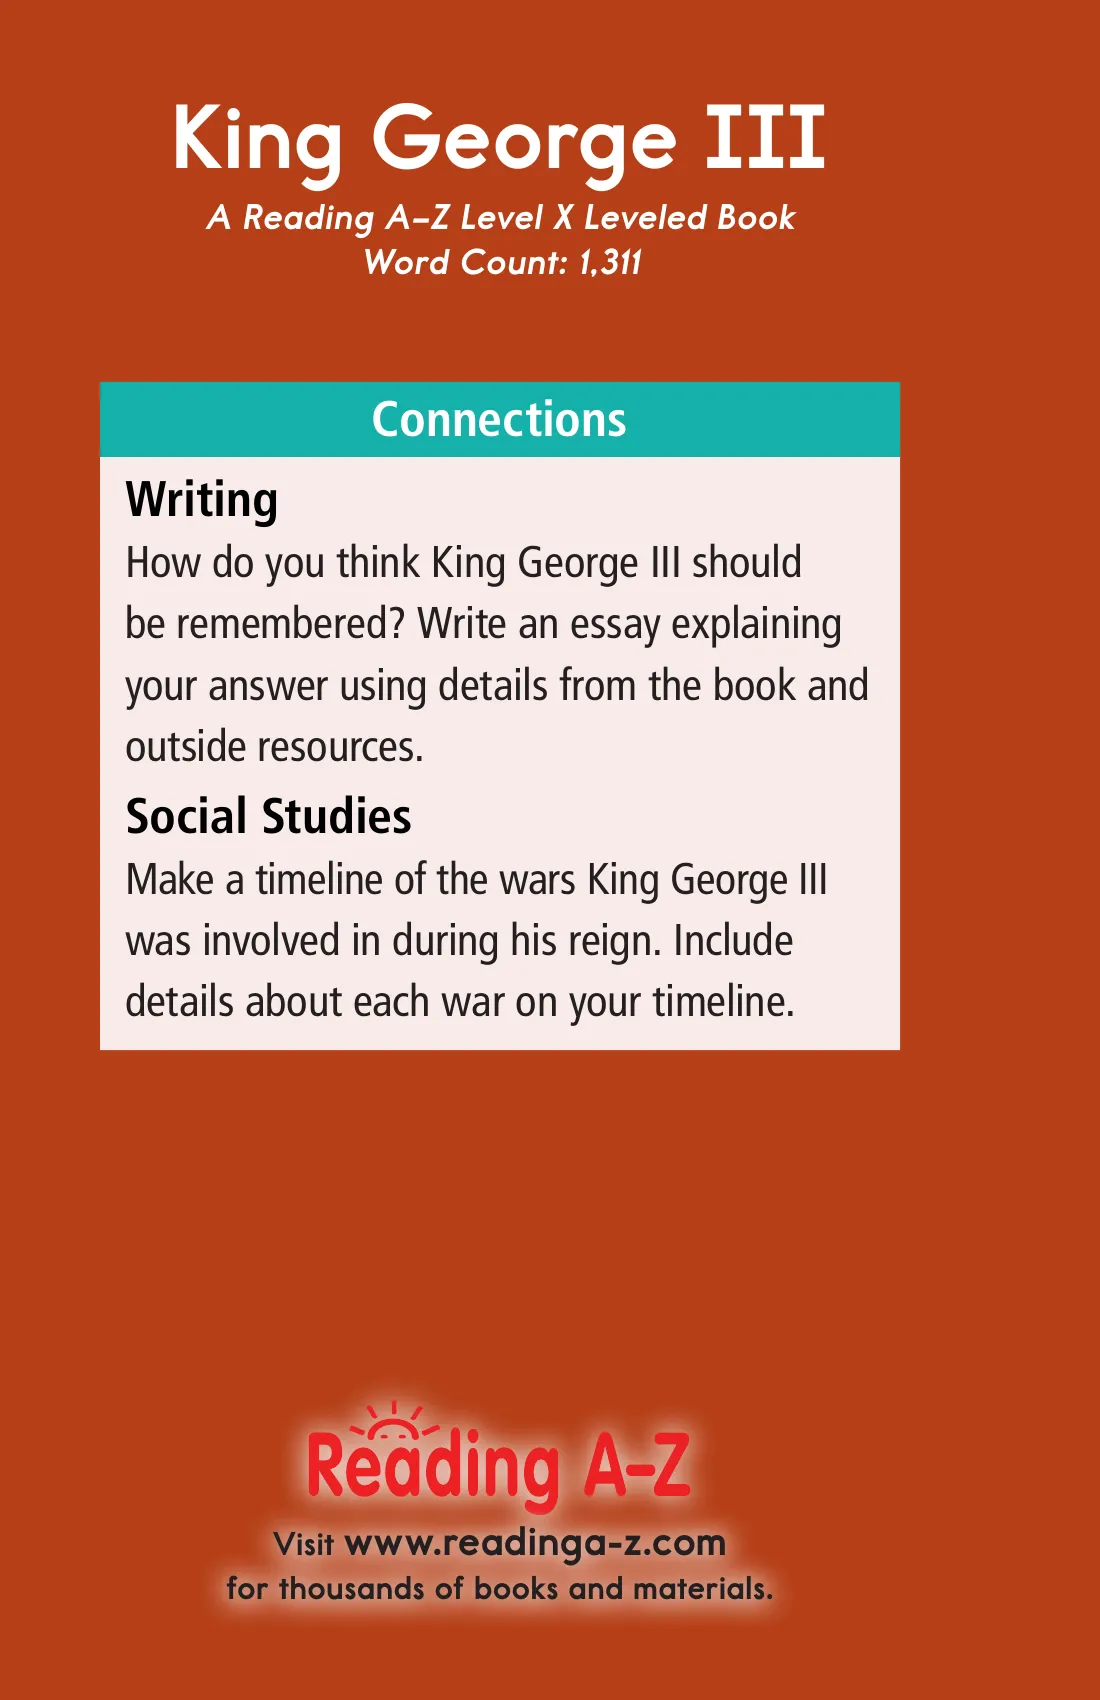 King George III
A Reading A–Z Level X Leveled Book
Word Count: 1,311
Connections
Writing
How do you think King George III should
be remembered? Write an essay explaining
your answer using details from the book and
outside resources.
Social Studies
Make a timeline of the wars King George III
was involved in during his reign. Include
details about each war on your timeline.
Reading A–Z
Visit www.readinga-z.com
for thousands of books and materials.